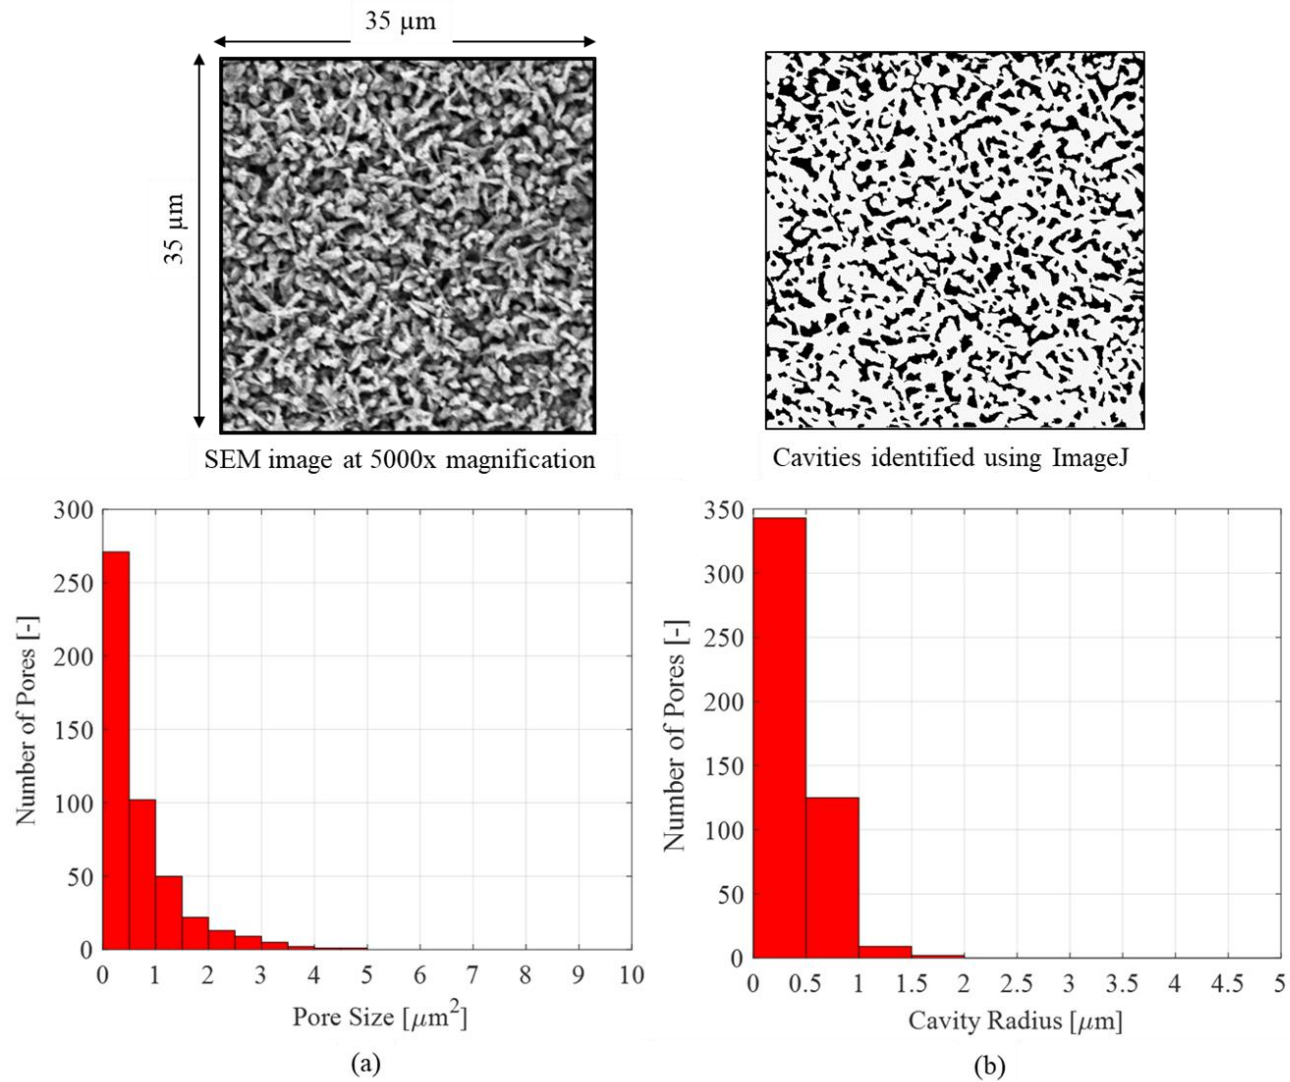 35 µm
35 µm
SEM image at 5000x magnification
Cavities identified using ImageJ
300
250
200
150
100
50
0
0 1 2 3 4 5 6 7 8 9 10
Number of Pores [-]
Pore Size [μm²]
(a)
350
300
250
200
150
100
50
0
0 0.5 1 1.5 2 2.5 3 3.5 4 4.5 5
Number of Pores [-]
Cavity Radius [μm]
(b)